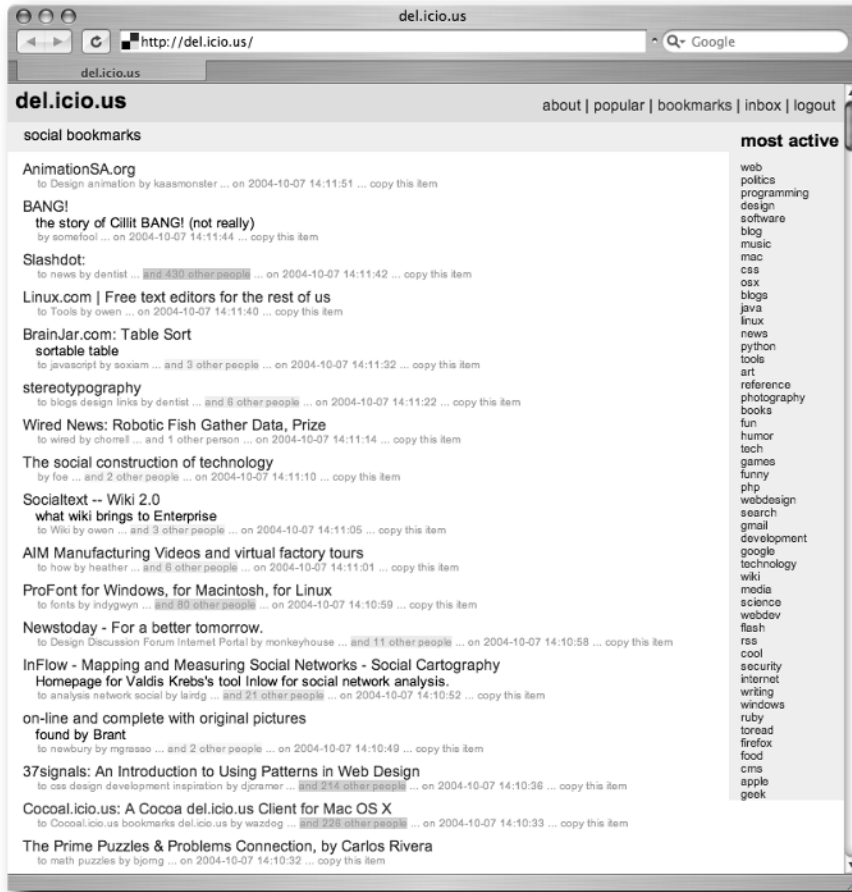 del.icio.us
http://del.icio.us/
Google
del.icio.us
del.icio.us
about | popular | bookmarks | inbox | logout
social bookmarks
AnimationSA.org
to Design animation by kaasmonster ... on 2004-10-07 14:11:51 ... copy this item
BANG!
the story of Cillit BANG! (not really)
by somefool ... on 2004-10-07 14:11:44 ... copy this item
Slashdot:
to news by dentist ... and 430 other people ... on 2004-10-07 14:11:42 ... copy this item
Linux.com | Free text editors for the rest of us
to Tools by owen ... on 2004-10-07 14:11:40 ... copy this item
BrainJar.com: Table Sort
sortable table
to javascript by soxiam ... and 3 other people ... on 2004-10-07 14:11:32 ... copy this item
stereotypography
to blogs design links by dentist ... and 6 other people ... on 2004-10-07 14:11:22 ... copy this item
Wired News: Robotic Fish Gather Data, Prize
to wired by chorrell ... and 1 other person ... on 2004-10-07 14:11:14 ... copy this item
The social construction of technology
by foe ... and 2 other people ... on 2004-10-07 14:11:10 ... copy this item
Socialtext -- Wiki 2.0
what wiki brings to Enterprise
to Wiki by owen ... and 3 other people ... on 2004-10-07 14:11:05 ... copy this item
AIM Manufacturing Videos and virtual factory tours
to how by heather ... and 6 other people ... on 2004-10-07 14:11:01 ... copy this item
ProFont for Windows, for Macintosh, for Linux
to fonts by indygwyn ... and 80 other people ... on 2004-10-07 14:10:59 ... copy this item
Newstoday - For a better tomorrow.
to Design Discussion Forum Internet Portal by monkeyhouse ... and 11 other people ... on 2004-10-07 14:10:58 ... copy this item
InFlow - Mapping and Measuring Social Networks - Social Cartography
Homepage for Valdis Krebs's tool Inlow for social network analysis.
to analysis network social by lairdg ... and 21 other people ... on 2004-10-07 14:10:52 ... copy this item
on-line and complete with original pictures
found by Brant
to newbury by mgrasso ... and 2 other people ... on 2004-10-07 14:10:49 ... copy this item
37signals: An Introduction to Using Patterns in Web Design
to css design development inspiration by djcramer ... and 214 other people ... on 2004-10-07 14:10:36 ... copy this item
Cocoal.icio.us: A Cocoa del.icio.us Client for Mac OS X
to Cocoal.icio.us bookmarks del.icio.us by wazdog ... and 226 other people ... on 2004-10-07 14:10:33 ... copy this item
The Prime Puzzles & Problems Connection, by Carlos Rivera
to math puzzles by bjorng ... on 2004-10-07 14:10:32 ... copy this item
most active
web
politics
programming
design
software
blog
music
mac
css
osx
blogs
java
linux
news
python
tools
art
reference
photography
books
fun
humor
tech
games
funny
php
webdesign
search
gmail
development
google
technology
wiki
media
science
webdev
flash
rss
cool
security
internet
writing
windows
ruby
toread
firefox
food
cms
apple
geek